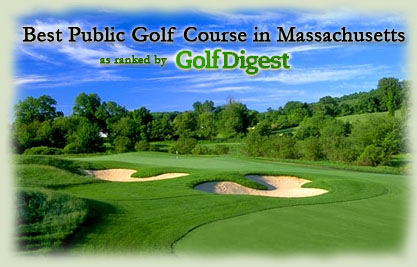 Best Public Golf Course in Massachusetts
as ranked by GolfDigest